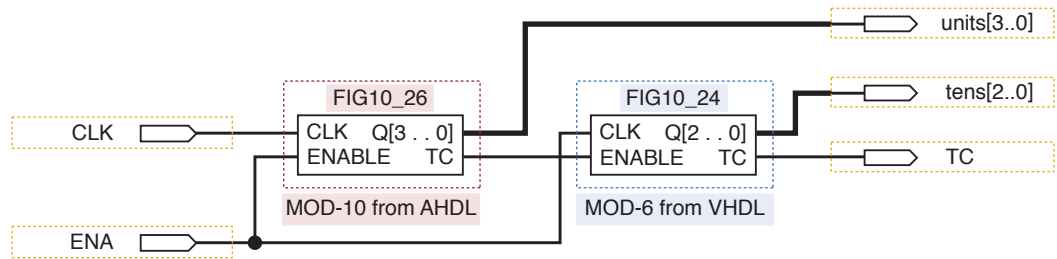 units[3..0]
FIG10_26
FIG10_24
tens[2..0]
CLK
CLK Q[3 . . 0]
CLK Q[2 . . 0]
ENABLE TC
ENABLE TC
TC
MOD-10 from AHDL
MOD-6 from VHDL
ENA